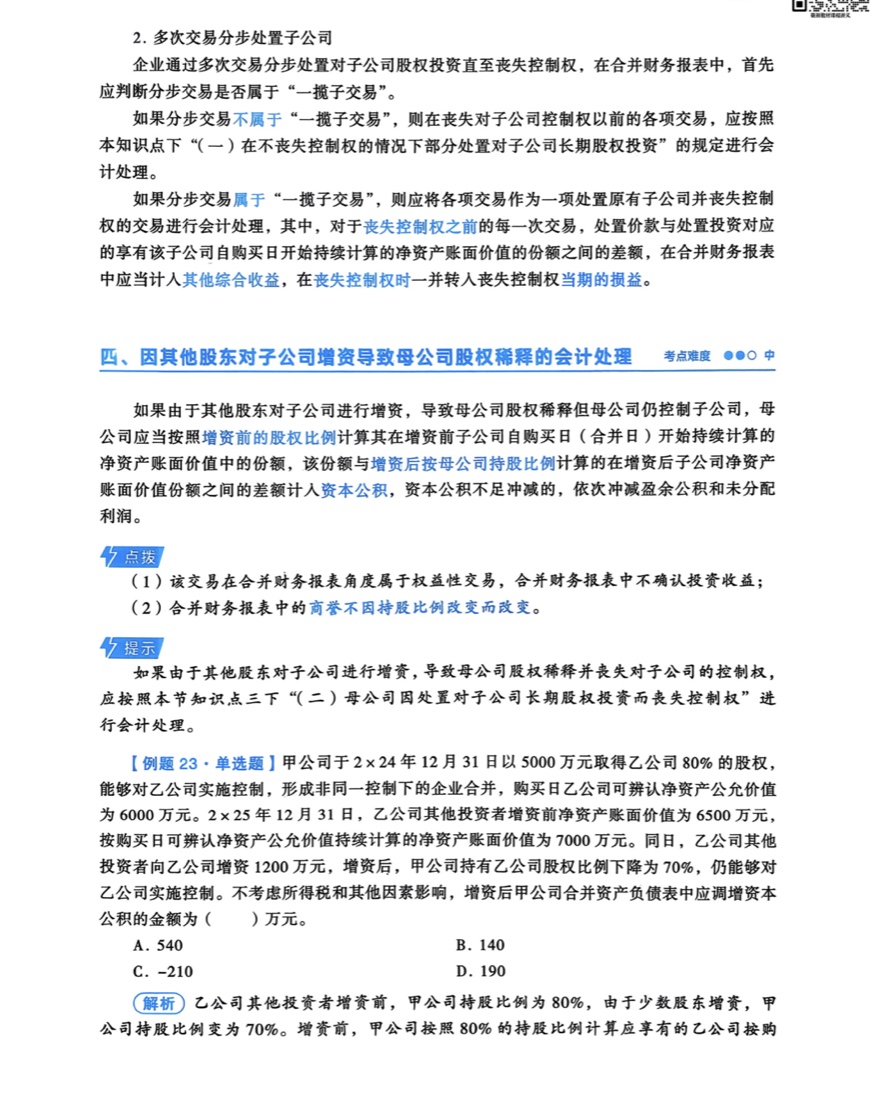 2. 多次交易分步处置子公司
企业通过多次交易分步处置对子公司股权投资直至丧失控制权，在合并财务报表中，首先
应判断分步交易是否属于“一揽子交易”。
如果分步交易不属于“一揽子交易”，则在丧失对子公司控制权以前的各项交易，应按照
本知识点下“（一）在不丧失控制权的情况下部分处置对子公司长期股权投资”的规定进行会
计处理。
如果分步交易属于“一揽子交易”，则应将各项交易作为一项处置原有子公司并丧失控制
权的交易进行会计处理，其中，对于丧失控制权之前的每一次交易，处置价款与处置投资对应
的享有该子公司自购买日开始持续计算的净资产账面价值的份额之间的差额，在合并财务报表
中应当计入其他综合收益，在丧失控制权时一并转入丧失控制权当期的损益。
四、因其他股东对子公司增资导致母公司股权稀释的会计处理 考点难度 ●●○ 中
如果由于其他股东对子公司进行增资，导致母公司股权稀释但母公司仍控制子公司，母
公司应当按照增资前的股权比例计算其在增资前子公司自购买日（合并日）开始持续计算的
净资产账面价值中的份额，该份额与增资后按母公司持股比例计算的在增资后子公司净资产
账面价值份额之间的差额计入资本公积，资本公积不足冲减的，依次冲减盈余公积和未分配
利润。
点拨
（1）该交易在合并财务报表角度属于权益性交易，合并财务报表中不确认投资收益；
（2）合并财务报表中的商誉不因持股比例改变而改变。
提示
如果由于其他股东对子公司进行增资，导致母公司股权稀释并丧失对子公司的控制权，
应按照本节知识点三下“（二）母公司因处置对子公司长期股权投资而丧失控制权”进
行会计处理。
【例题 23·单选题】甲公司于 2×24 年 12 月 31 日以 5000 万元取得乙公司 80% 的股权，
能够对乙公司实施控制，形成非同一控制下的企业合并，购买日乙公司可辨认净资产公允价值
为 6000 万元。2×25 年 12 月 31 日，乙公司其他投资者增资前净资产账面价值为 6500 万元，
按购买日可辨认净资产公允价值持续计算的净资产账面价值为 7000 万元。同日，乙公司其他
投资者向乙公司增资 1200 万元，增资后，甲公司持有乙公司股权比例下降为 70%，仍能够对
乙公司实施控制。不考虑所得税和其他因素影响，增资后甲公司合并资产负债表中应调增资本
公积的金额为（　　）万元。
A. 540 B. 140
C. -210 D. 190
解析 乙公司其他投资者增资前，甲公司持股比例为 80%，由于少数股东增资，甲
公司持股比例变为 70%。增资前，甲公司按照 80% 的持股比例计算应享有的乙公司按购